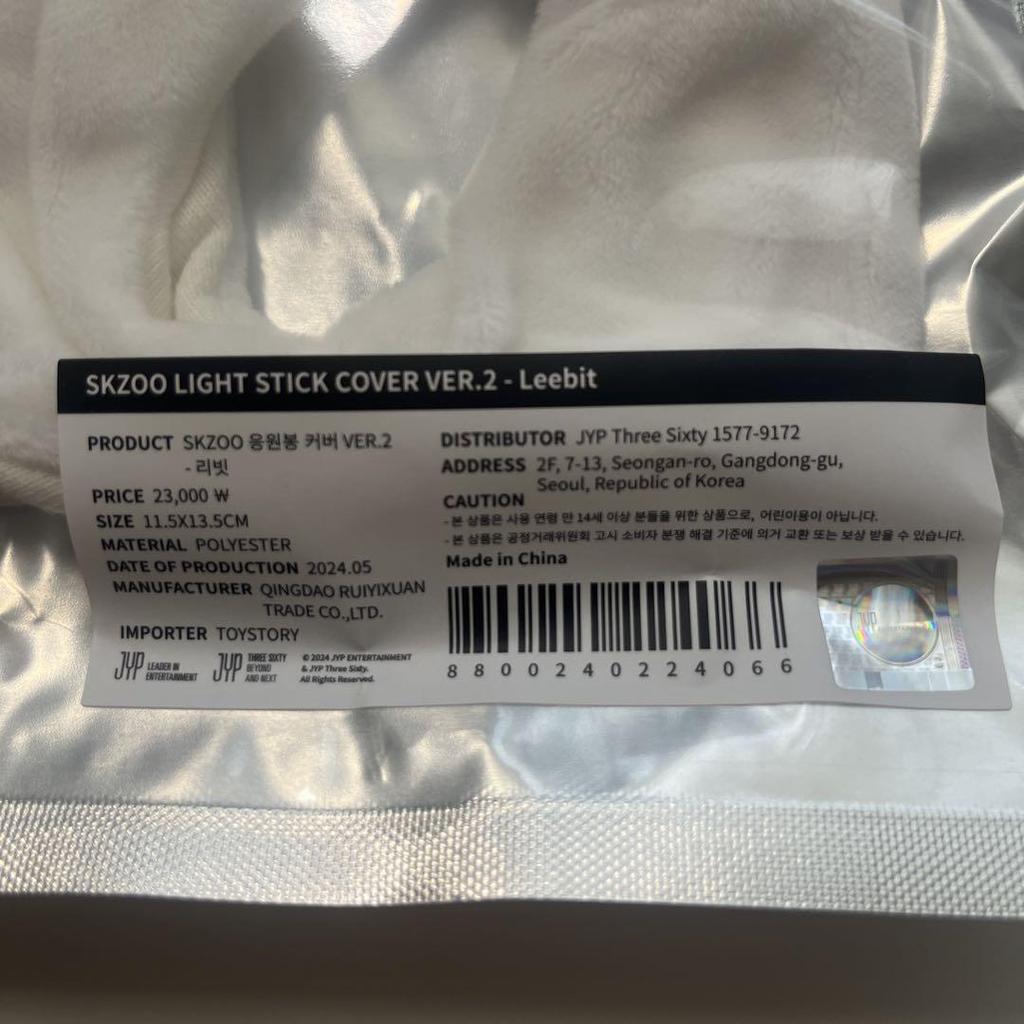 SKZOO LIGHT STICK COVER VER.2 - Leebit
PRODUCT SKZOO 응원봉 커버 VER.2
- 리빗
PRICE 23,000 ₩
SIZE 11.5X13.5CM
MATERIAL POLYESTER
DATE OF PRODUCTION 2024.05
MANUFACTURER QINGDAO RUIYIXUAN
TRADE CO.,LTD.
IMPORTER TOYSTORY
JYP LEADER IN
ENTERTAINMENT
JYP THREE SIXTY
BEYOND
AND NEXT
© 2024 JYP ENTERTAINMENT
& JYP Three Sixty.
All Rights Reserved.
DISTRIBUTOR JYP Three Sixty 1577-9172
ADDRESS 2F, 7-13, Seongan-ro, Gangdong-gu,
Seoul, Republic of Korea
CAUTION
- 본 상품은 사용 연령 만 14세 이상 분들을 위한 상품으로, 어린이용이 아닙니다.
- 본 상품은 공정거래위원회 고시 소비자 분쟁 해결 기준에 의거 교환 또는 보상 받을 수 있습니다.
Made in China
8800240224066
JYP